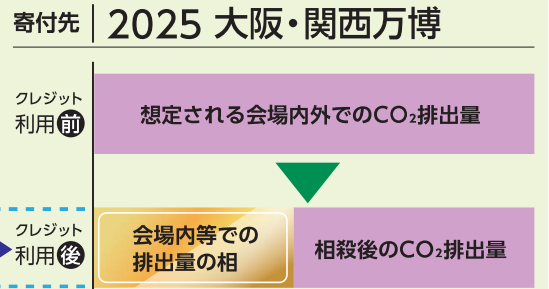 寄付先 2025 大阪・関西万博
クレジット
利用前
想定される会場内外でのCO₂排出量
クレジット
利用後
会場内等での
排出量の相
相殺後のCO₂排出量